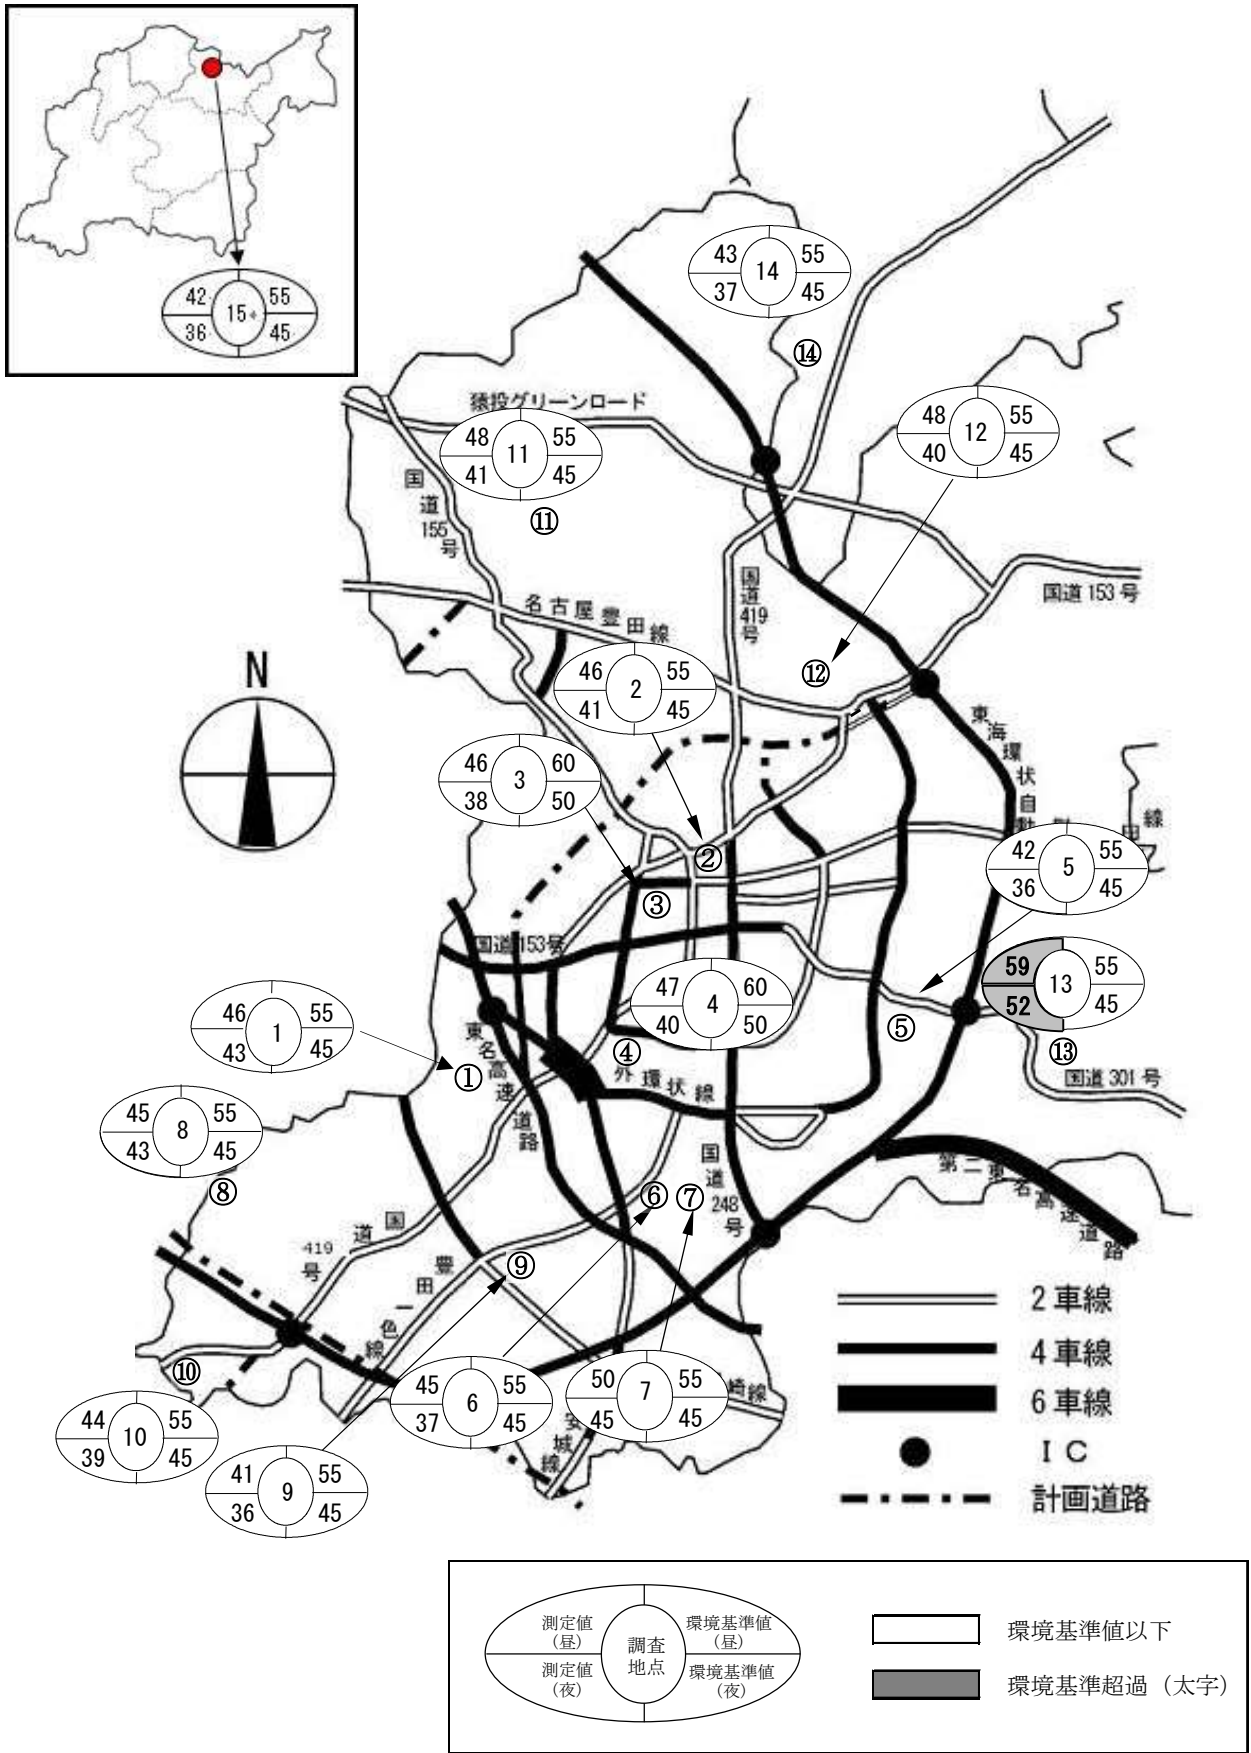 42
55
15
36
45
43
55
14
37
45
⑭
猿投グリーンロード
48
55
11
41
45
⑪
48
55
12
40
45
国道155号
国道153号
名古屋豊田線
国道419号
⑫
46
55
2
41
45
N
東海環状自動
線
46
60
3
38
50
②
42
55
5
36
45
③
国道153号
59
55
13
52
45
47
60
4
40
50
46
55
1
43
45
⑤
④
⑬
①
東名高速道路
外環状線
国道301号
45
55
8
43
45
⑧
国道248号
第二東名高速道路
⑥
⑦
国道
419
号
⑨
豊田一色線
2車線
4車線
6車線
IC
計画道路
⑩
45
55
6
37
45
50
55
7
45
45
崎線
安城線
44
55
10
39
45
41
55
9
36
45
測定値
(昼)
環境基準値
(昼)
調査
地点
測定値
(夜)
環境基準値
(夜)
環境基準値以下
環境基準超過（太字）